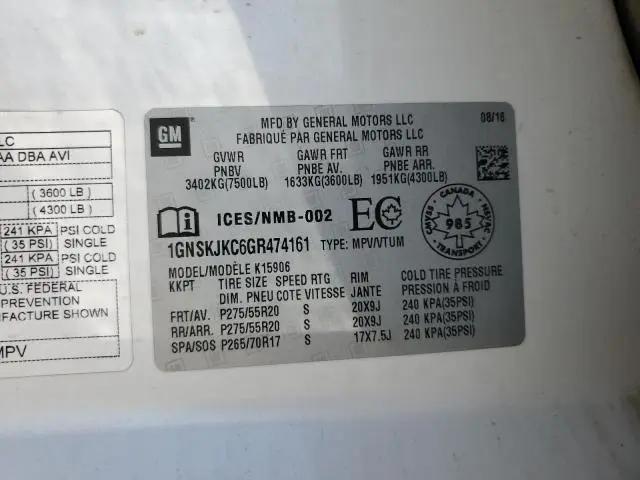 LC
AA DBA AVI
( 3600 LB )
( 4300 LB )
241 KPA PSI COLD
( 35 PSI) SINGLE
241 KPA PSI COLD
( 35 PSI) SINGLE
U.S. FEDERAL
PREVENTION
NUFACTURE SHOWN
MPV
GM
MFD BY GENERAL MOTORS LLC 08/16
FABRIQUÉ PAR GENERAL MOTORS LLC
GVWR GAWR FRT GAWR RR
PNBV PNBE AV. PNBE ARR.
3402KG(7500LB) 1633KG(3600LB) 1951KG(4300LB)
ICES/NMB-002 EC
CANADA
CMVSS NSVAC
985
TRANSPORT
1GNSKJKC6GR474161 TYPE: MPV/VTUM
MODEL/MODÈLE K15906
KKPT TIRE SIZE SPEED RTG RIM COLD TIRE PRESSURE
DIM. PNEU COTE VITESSE JANTE PRESSION À FROID
FRT/AV. P275/55R20 S 20X9J 240 KPA(35PSI)
RR/ARR. P275/55R20 S 20X9J 240 KPA(35PSI)
SPA/SOS P265/70R17 S 17X7.5J 240 KPA(35PSI)